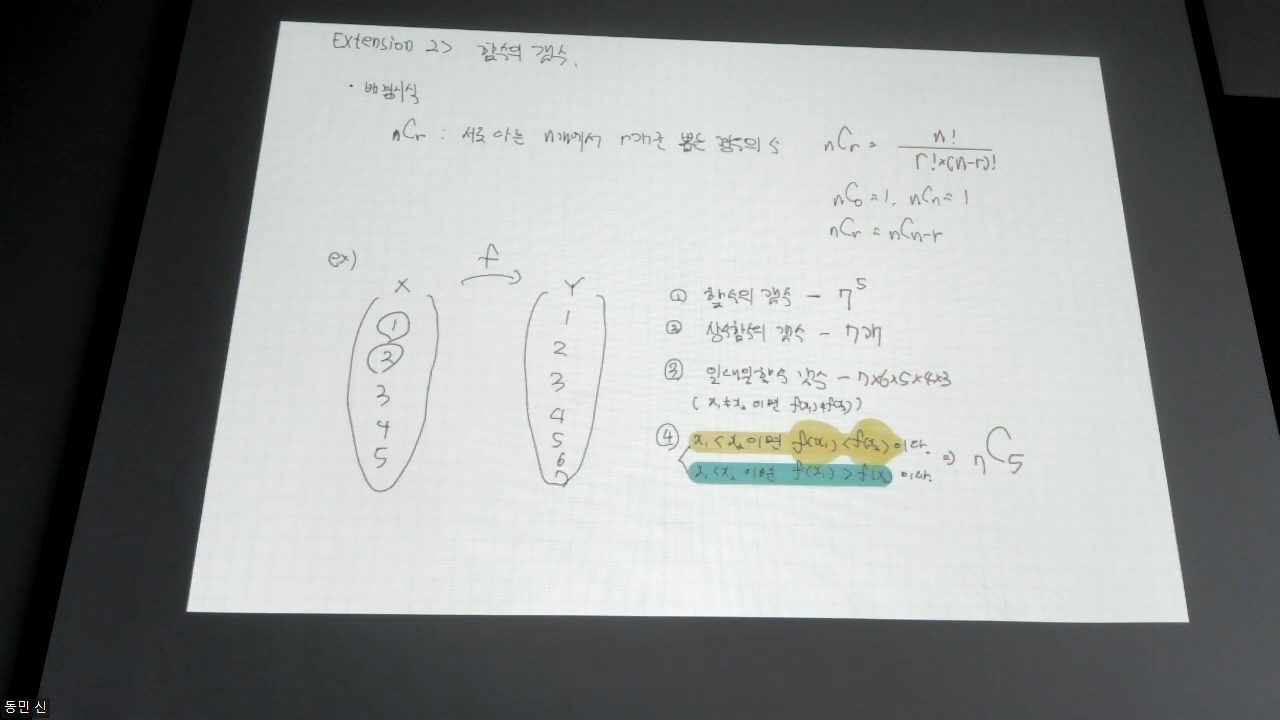 Extension 2> 함수의 갯수.
• 배경지식
nCr : 서로 다른 n개에서 r개를 뽑는 경우의 수
nCr = n! / r!×(n-r)!
nC0 = 1, nCn = 1
nCr = nCn-r
ex)
f
X Y
1 1
2 2
3 3
4 4
5 5
6
7
① 함수의 갯수 - 7^5
② 상수함수의 갯수 - 7개
③ 일대일함수 갯수 - 7×6×5×4×3
( x₁≠x₂ 이면 f(x₁)≠f(x₂) )
④ x₁<x₂ 이면 f(x₁)<f(x₂) 이다. ⇒ 7C5
x₁<x₂ 이면 f(x₁)>f(x₂) 이다.
동민 신